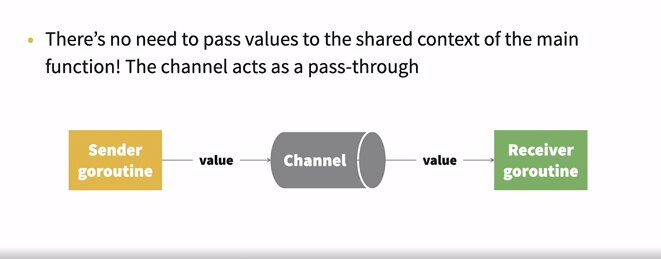 • There’s no need to pass values to the shared context of the main
function! The channel acts as a pass-through
Sender
goroutine
value
Channel
value
Receiver
goroutine